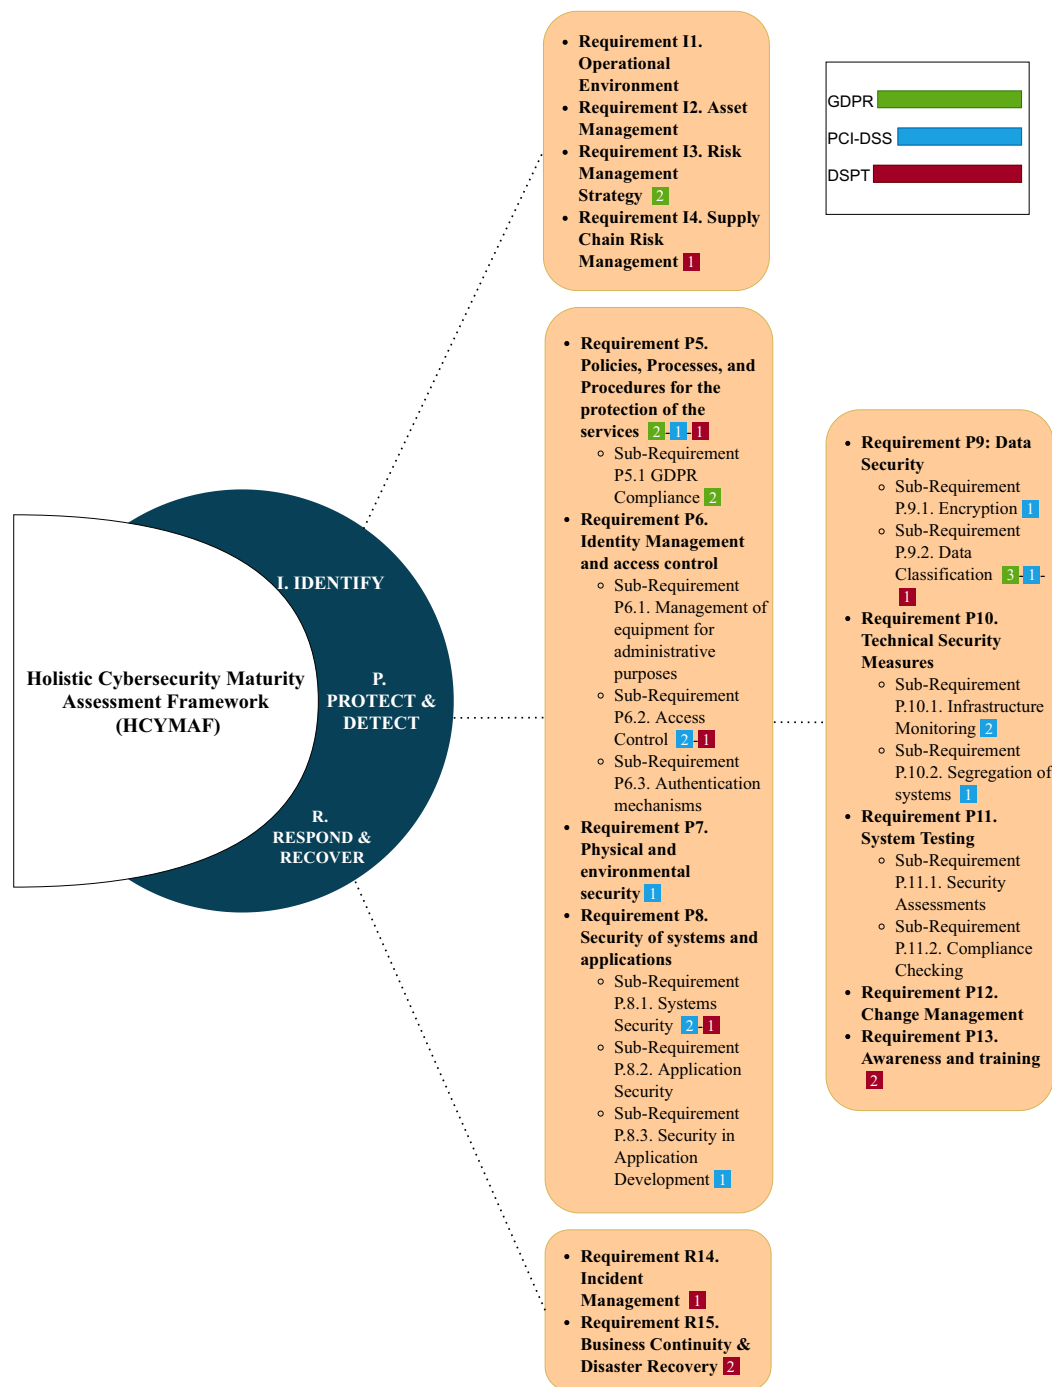 Holistic Cybersecurity Maturity
Assessment Framework
(HCYMAF)
I. IDENTIFY
P.
PROTECT &
DETECT
R.
RESPOND &
RECOVER
• Requirement I1.
Operational
Environment
• Requirement I2. Asset
Management
• Requirement I3. Risk
Management
Strategy 2
• Requirement I4. Supply
Chain Risk
Management 1
• Requirement P5.
Policies, Processes, and
Procedures for the
protection of the
services 2-1-1
◦ Sub-Requirement
P5.1 GDPR
Compliance 2
• Requirement P6.
Identity Management
and access control
◦ Sub-Requirement
P6.1. Management of
equipment for
administrative
purposes
◦ Sub-Requirement
P6.2. Access
Control 2-1
◦ Sub-Requirement
P6.3. Authentication
mechanisms
• Requirement P7.
Physical and
environmental
security 1
• Requirement P8.
Security of systems and
applications
◦ Sub-Requirement
P.8.1. Systems
Security 2-1
◦ Sub-Requirement
P.8.2. Application
Security
◦ Sub-Requirement
P.8.3. Security in
Application
Development 1
• Requirement R14.
Incident
Management 1
• Requirement R15.
Business Continuity &
Disaster Recovery 2
GDPR
PCI-DSS
DSPT
• Requirement P9: Data
Security
◦ Sub-Requirement
P.9.1. Encryption 1
◦ Sub-Requirement
P.9.2. Data
Classification 3-1-
1
• Requirement P10.
Technical Security
Measures
◦ Sub-Requirement
P.10.1. Infrastructure
Monitoring 2
◦ Sub-Requirement
P.10.2. Segregation of
systems 1
• Requirement P11.
System Testing
◦ Sub-Requirement
P.11.1. Security
Assessments
◦ Sub-Requirement
P.11.2. Compliance
Checking
• Requirement P12.
Change Management
• Requirement P13.
Awareness and training
2